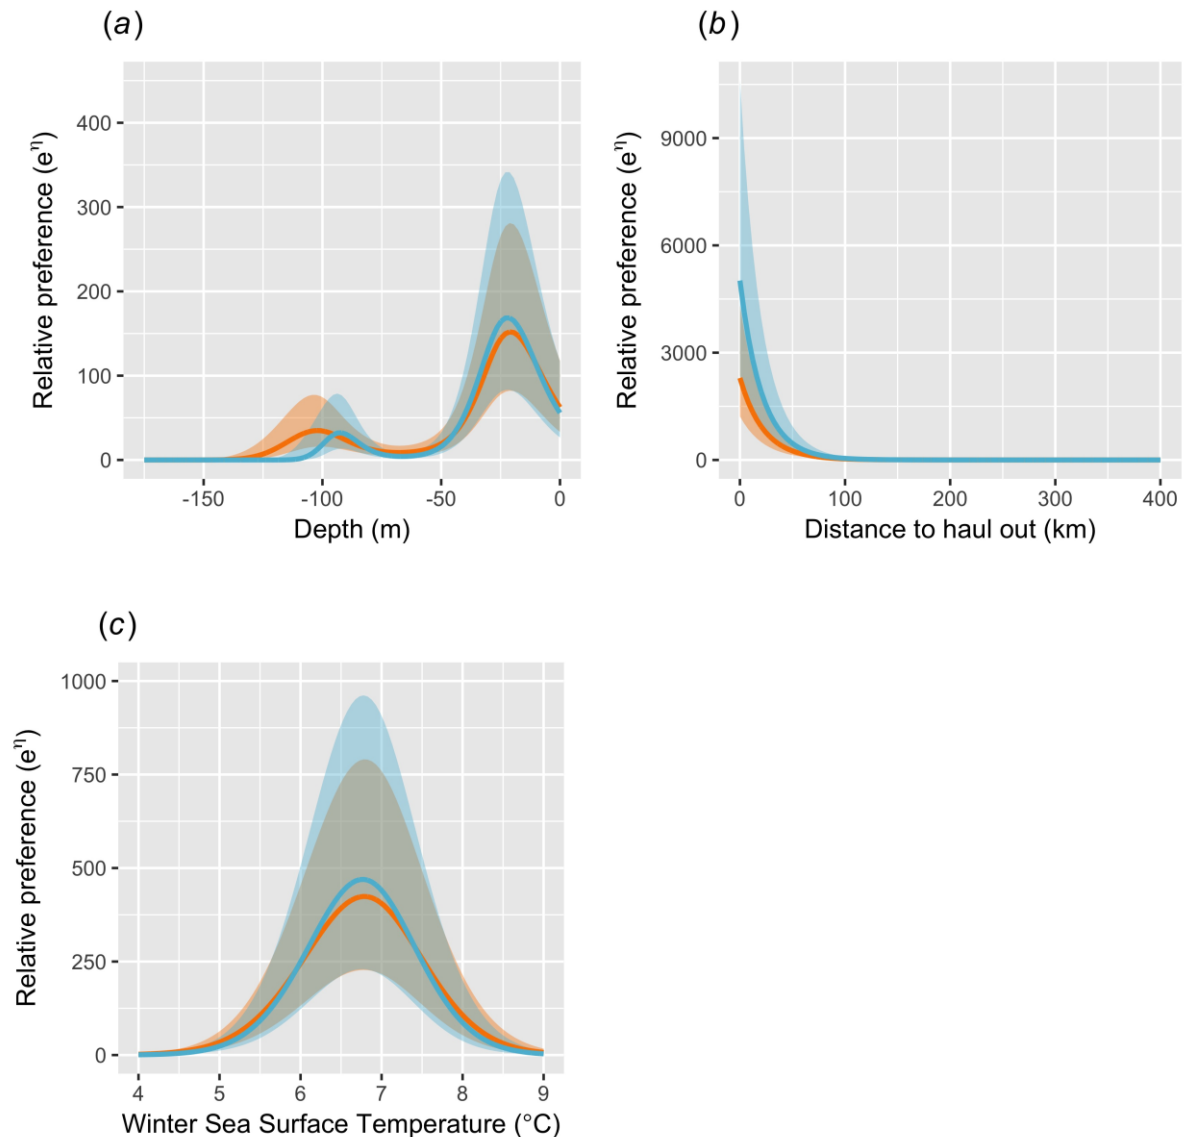 (a)
Relative preference (eη)
400
300
200
100
0
-150 -100 -50 0
Depth (m)
(b)
Relative preference (eη)
9000
6000
3000
0
0 100 200 300 400
Distance to haul out (km)
(c)
Relative preference (eη)
1000
750
500
250
0
4 5 6 7 8 9
Winter Sea Surface Temperature (°C)